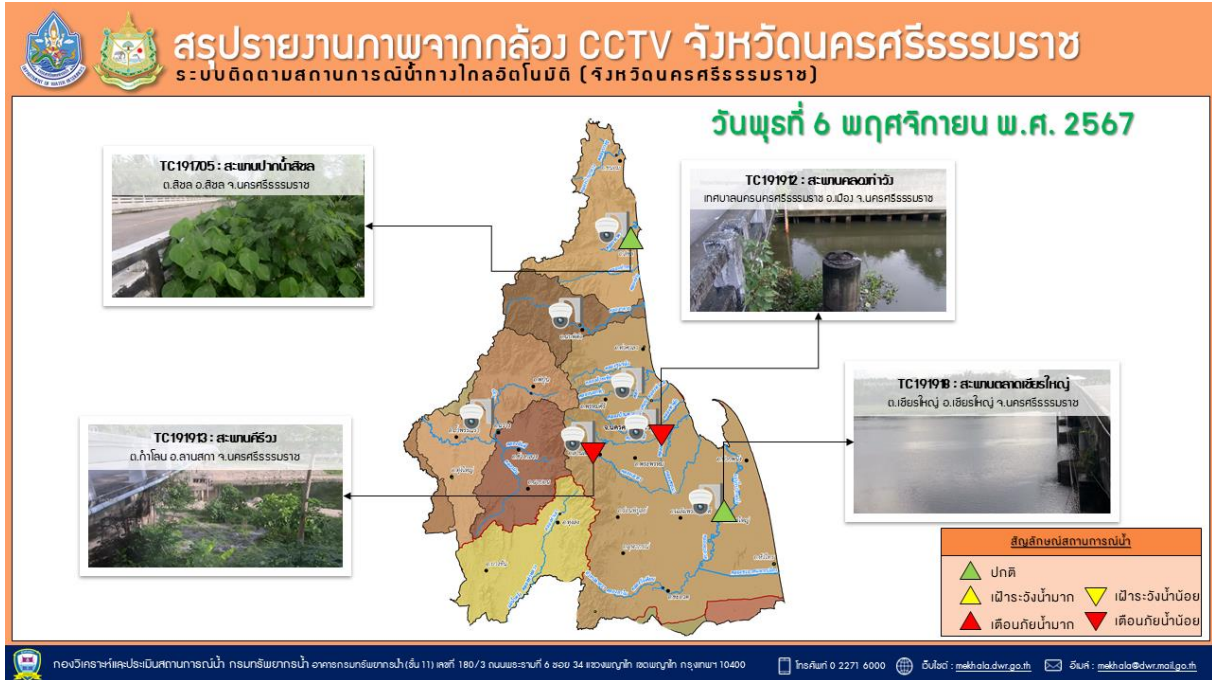 สรุปรายงานภาพจากกล้อง CCTV จังหวัดนครศรีธรรมราช
ระบบติดตามสถานการณ์น้ำทางไกลอัตโนมัติ (จังหวัดนครศรีธรรมราช)
วันพุธที่ 6 พฤศจิกายน พ.ศ. 2567
TC191705 : สะพานปากน้ำสิชล
ต.สิชล อ.สิชล จ.นครศรีธรรมราช
TC191912 : สะพานคลองท่าวัง
เทศบาลนครนครศรีธรรมราช อ.เมือง จ.นครศรีธรรมราช
TC191918 : สะพานตลาดเชียรใหญ่
ต.เชียรใหญ่ อ.เชียรใหญ่ จ.นครศรีธรรมราช
TC191913 : สะพานคีรีวง
ต.กำโลน อ.ลานสกา จ.นครศรีธรรมราช
สัญลักษณ์สถานการณ์น้ำ
ปกติ
เฝ้าระวังน้ำมาก เฝ้าระวังน้ำน้อย
เตือนภัยน้ำมาก เตือนภัยน้ำน้อย
กองวิเคราะห์และประเมินสถานการณ์น้ำ กรมทรัพยากรน้ำ อาคารกรมทรัพยากรน้ำ (ชั้น 11) เลขที่ 180/3 ถนนพระรามที่ 6 ซอย 34 แขวงพญาไท เขตพญาไท กรุงเทพฯ 10400 โทรศัพท์ 0 2271 6000 เว็บไซต์ : mekhala.dwr.go.th อีเมล์ : mekhala@dwr.mail.go.th